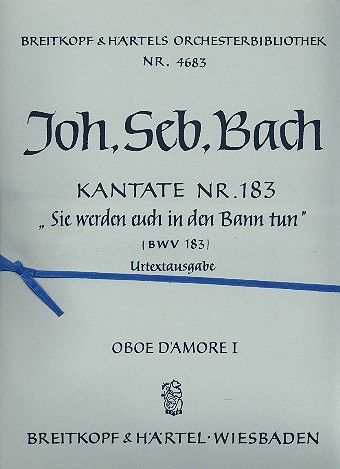 BREITKOPF & HÄRTELS ORCHESTERBIBLIOTHEK
NR. 4683
Joh. Seb. Bach
KANTATE NR. 183
„Sie werden euch in den Bann tun"
(BWV 183)
Urtextausgabe
OBOE D'AMORE I
BREITKOPF & HÄRTEL · WIESBADEN